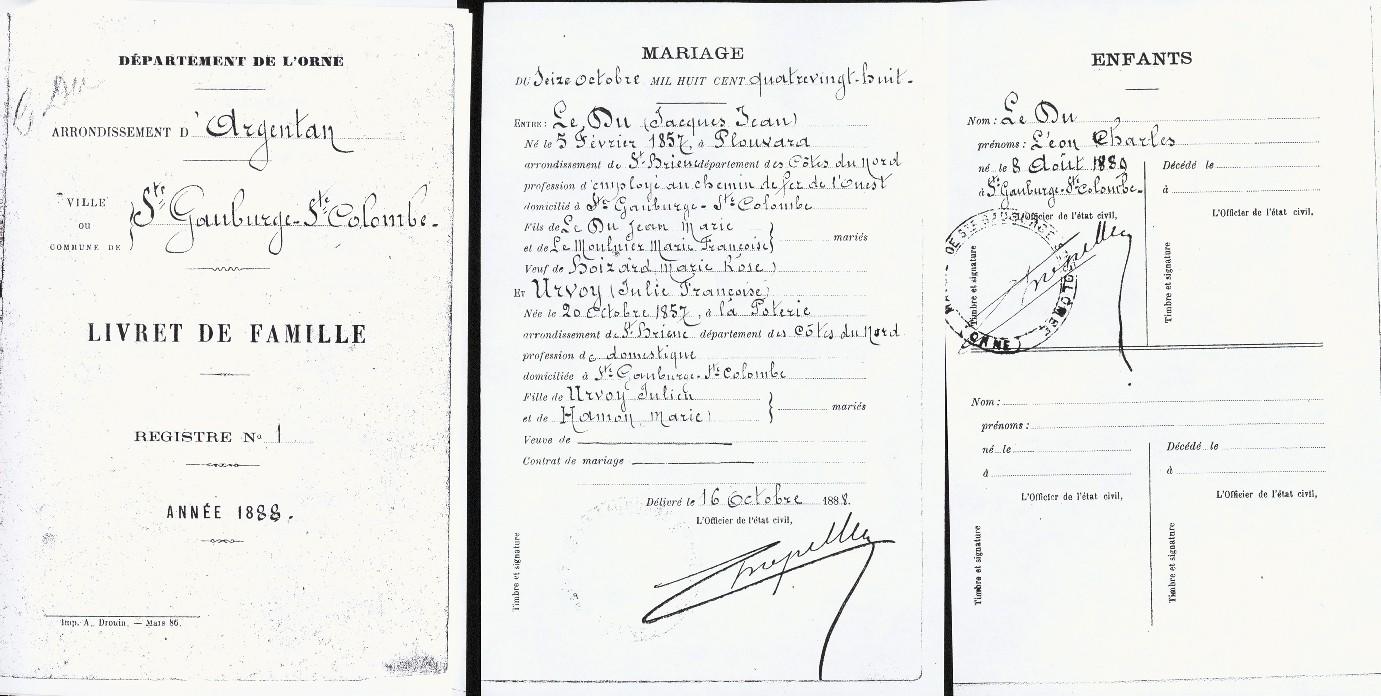 DÉPARTEMENT DE L'ORNE
ARRONDISSEMENT D'Argentan
VILLE
OU
COMMUNE DE
Ste Gauburge-Ste Colombe-
LIVRET DE FAMILLE
REGISTRE No 1
ANNÉE 1888.
Imp. A. Drouin. — Mars 86.
MARIAGE
DU Seize octobre MIL HUIT CENT quatrevingt-huit-
ENTRE: Le Du (Jacques Jean)
Né le 5 Février 1857, à Plouvara
arrondissement de St Brieuc département des Côtes du Nord
profession d'employé au chemin de fer de l'Ouest
domicilié à Ste Gauburge-Ste Colombe
Fils de Le Du Jean Marie
et de Le Moulnier Marie Françoise
mariés
Veuf de Boizard Marie Rose)
ET Urvoy (Julie Françoise)
Née le 20 Octobre 1857, à la Poterie
arrondissement de St Brieuc département des Côtes du Nord
profession de domestique
domiciliée à Ste Gauburge-Ste Colombe
Fille de Urvoy Julien
et de Hamon Marie)
mariés
Veuve de
Contrat de mariage
Délivré le 16 Octobre 1888.
L'Officier de l'état civil,
Timbre et signature
ENFANTS
Nom: Le Du
prénoms: Léon Charles
né le 8 Août 1889
à Ste Gauburge-Ste Colombe-
L'Officier de l'état civil,
Timbre et signature
ORNE
Décédé le
à
L'Officier de l'état civil,
Timbre et signature
Nom:
prénoms:
né le
à
L'Officier de l'état civil,
Timbre et signature
Décédé le
à
L'Officier de l'état civil,
Timbre et signature